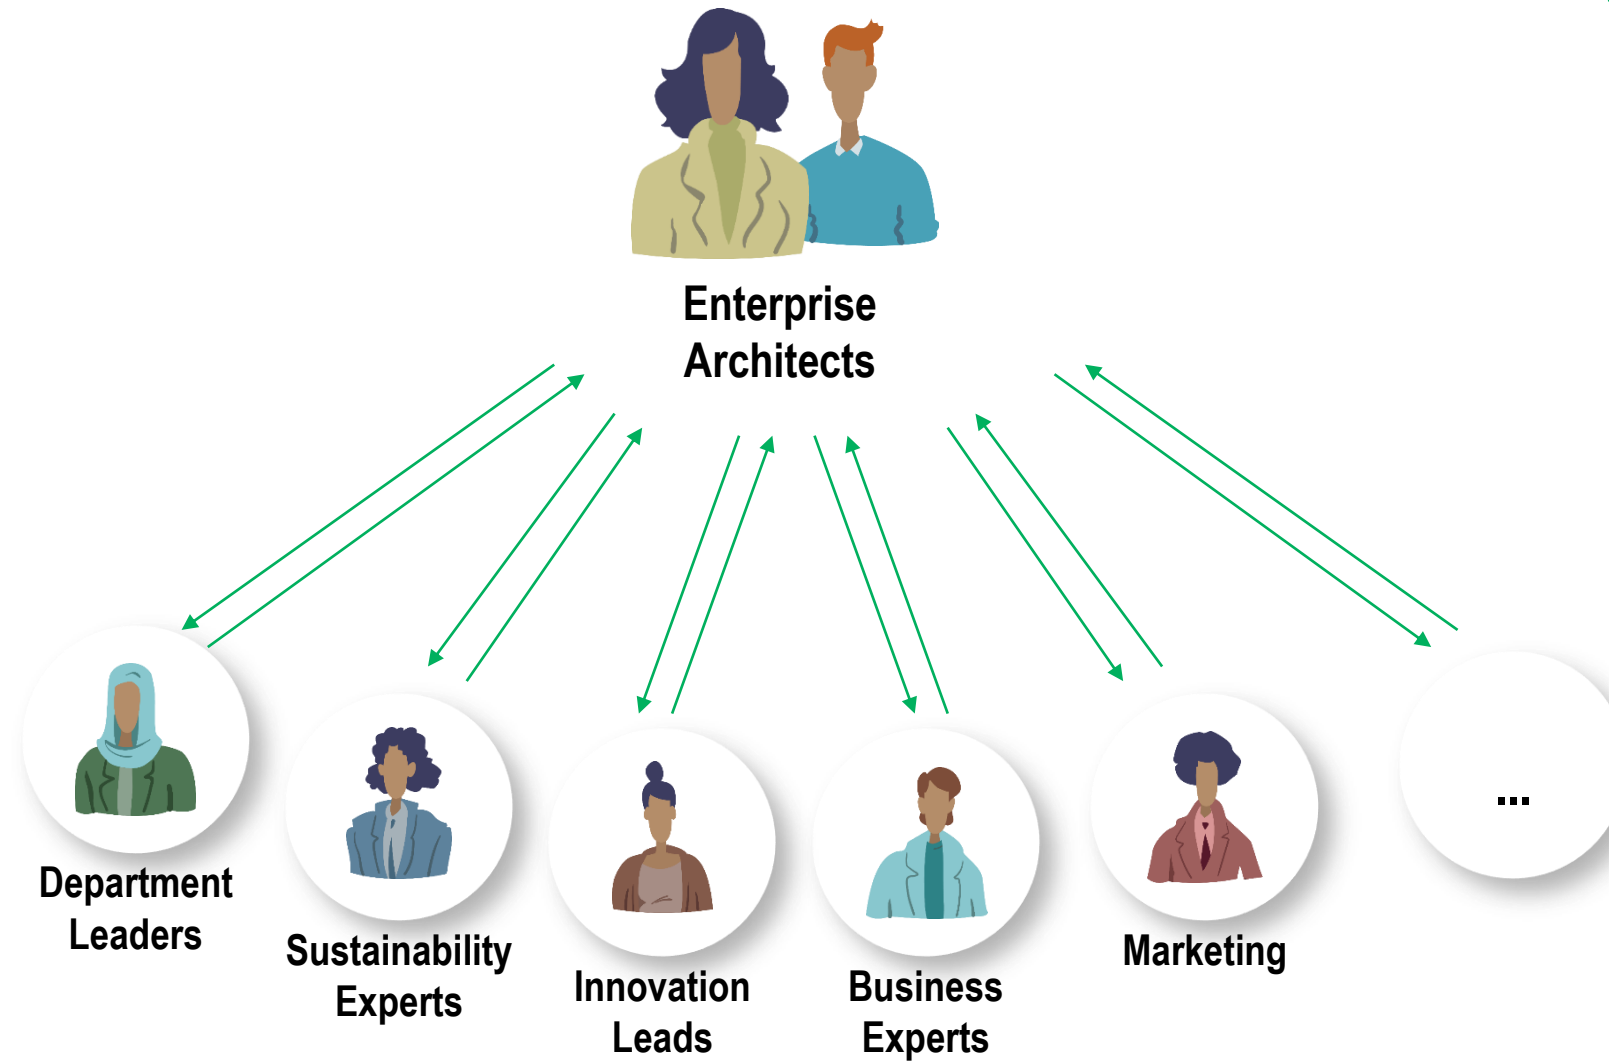 Enterprise
Architects
Department
Leaders
Sustainability
Experts
Innovation
Leads
Business
Experts
Marketing
...